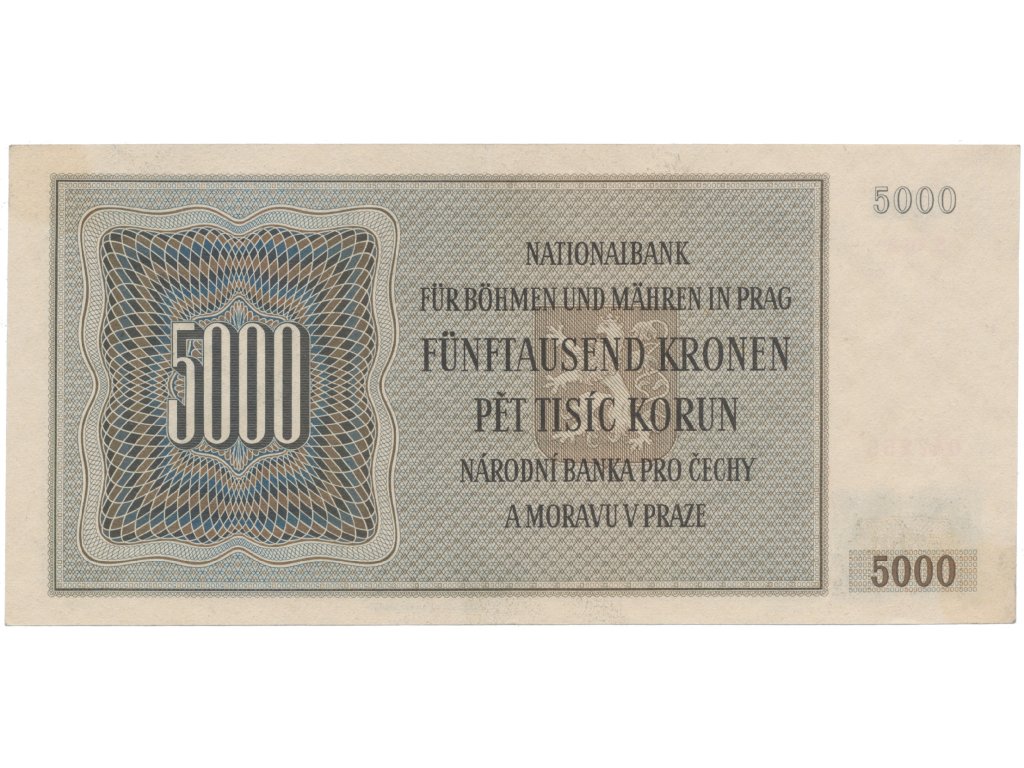 5000
NATIONALBANK
FÜR BÖHMEN UND MÄHREN IN PRAG
FÜNFTAUSEND KRONEN
PĚT TISÍC KORUN
NÁRODNÍ BANKA PRO ČECHY
A MORAVU V PRAZE
5000
5000